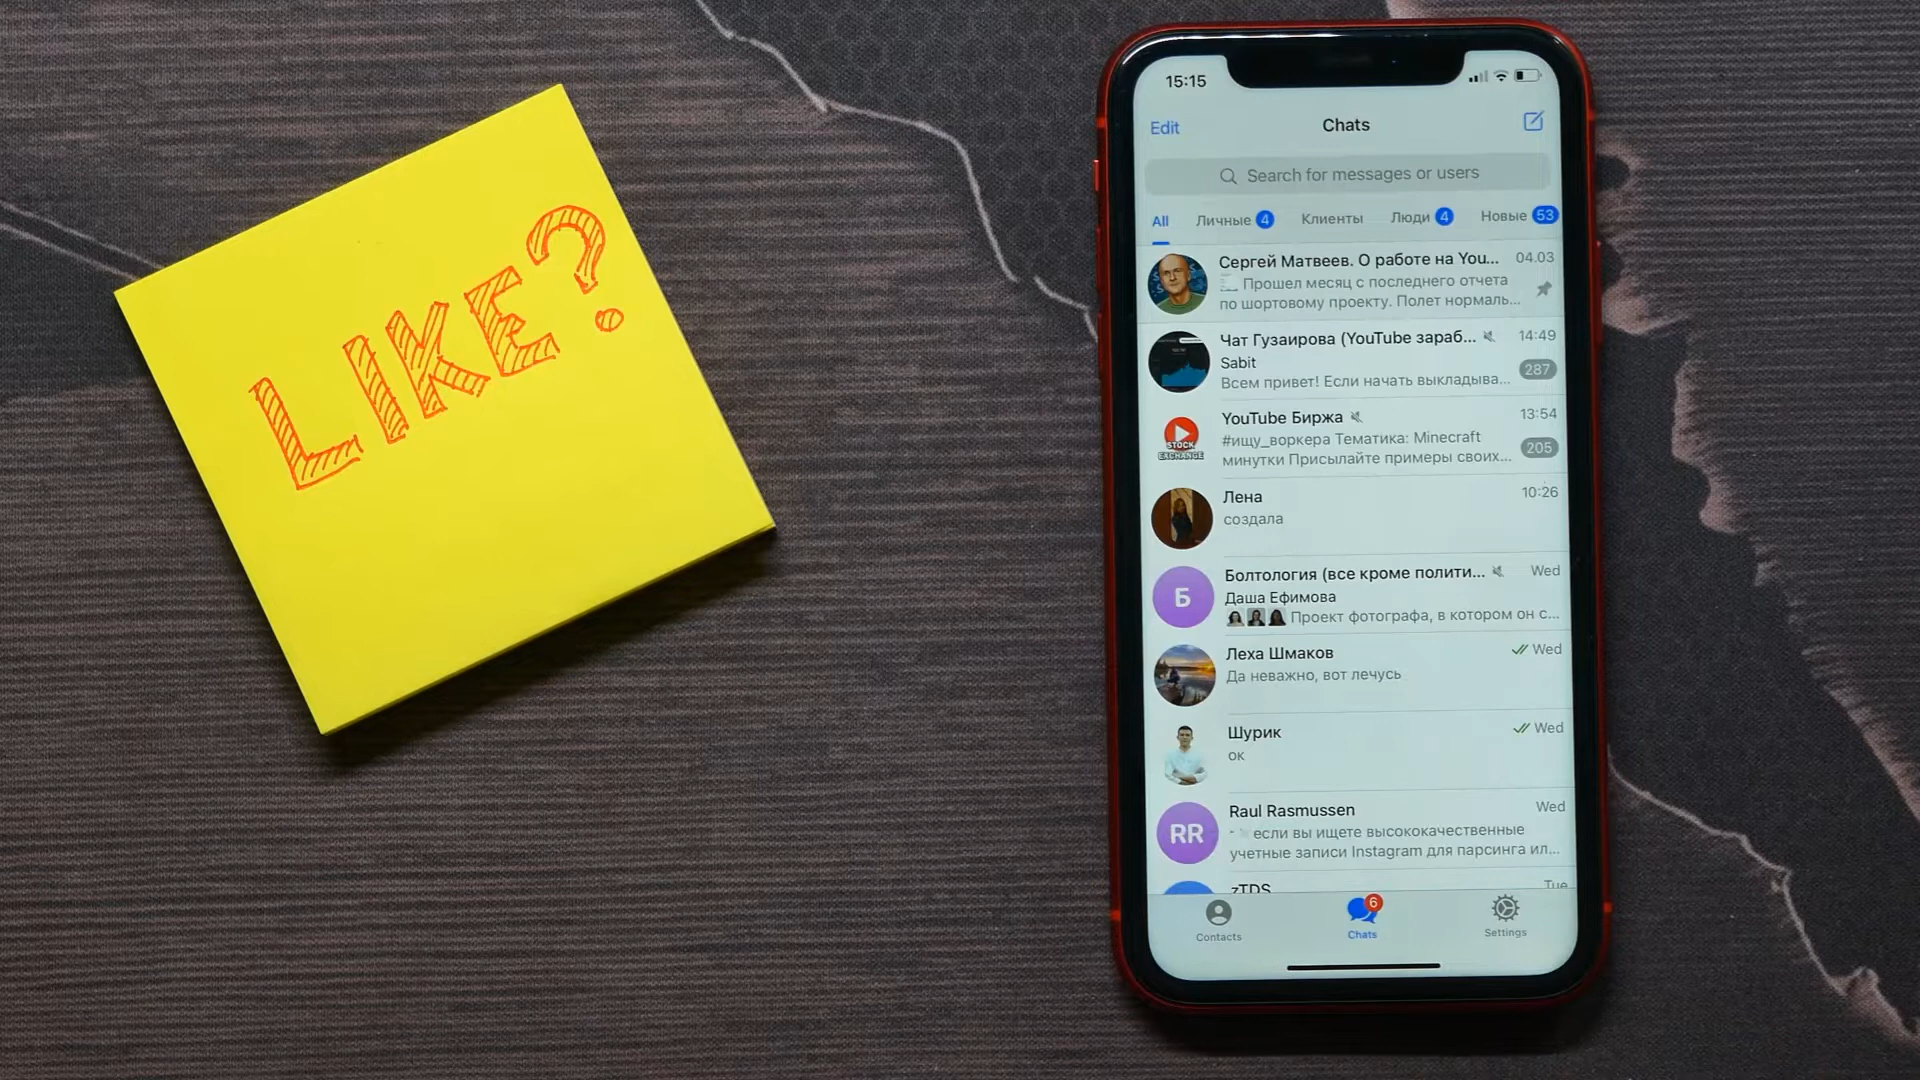 LIKE?
15:15
Edit
Chats
Search for messages or users
All Личные 4 Клиенты Люди 4 Новые 53
Сергей Матвеев. О работе на You... 04.03
Прошел месяц с последнего отчета
по шортовому проекту. Полет нормаль...
Чат Гузаирова (YouTube зараб... 14:49
Sabit
Всем привет! Если начать выкладыва... 287
YouTube Биржа 13:54
#ищу_воркера Тематика: Minecraft
минутки Присылайте примеры своих... 205
STOCK
EXCHANGE
Лена 10:26
создала
Б
Болтология (все кроме полити... Wed
Даша Ефимова
Проект фотографа, в котором он с...
Леха Шмаков Wed
Да неважно, вот лечусь
Шурик Wed
ок
RR
Raul Rasmussen Wed
если вы ищете высококачественные
учетные записи Instagram для парсинга ил...
zTDS Tue
6
Contacts Chats Settings